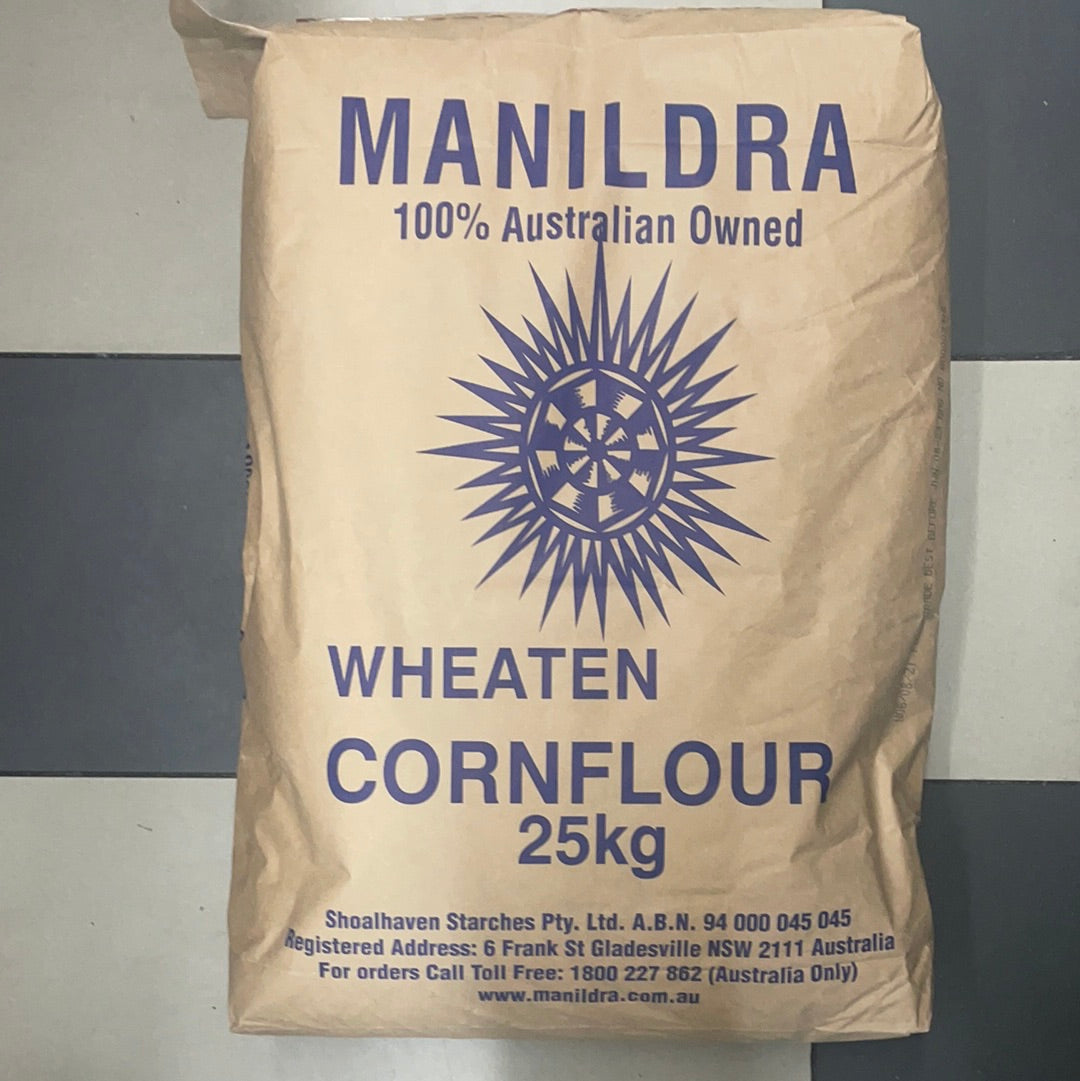 MANILDRA
100% Australian Owned
WHEATEN
CORNFLOUR
25kg
Shoalhaven Starches Pty. Ltd. A.B.N. 94 000 045 045
Registered Address: 6 Frank St Gladesville NSW 2111 Australia
For orders Call Toll Free: 1800 227 862 (Australia Only)
www.manildra.com.au
BEST BEFORE